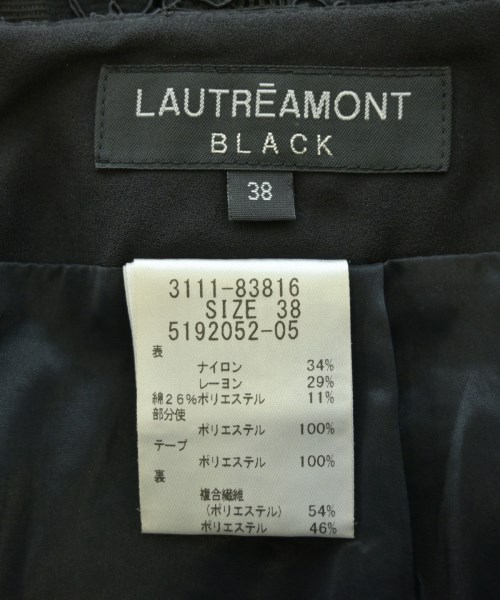 LAUTRĒAMONT
BLACK
38
3111-83816
SIZE 38
5192052-05
表
ナイロン 34%
レーヨン 29%
綿26%ポリエステル 11%
部分使
ポリエステル 100%
テープ
ポリエステル 100%
裏
複合繊維
(ポリエステル) 54%
ポリエステル 46%